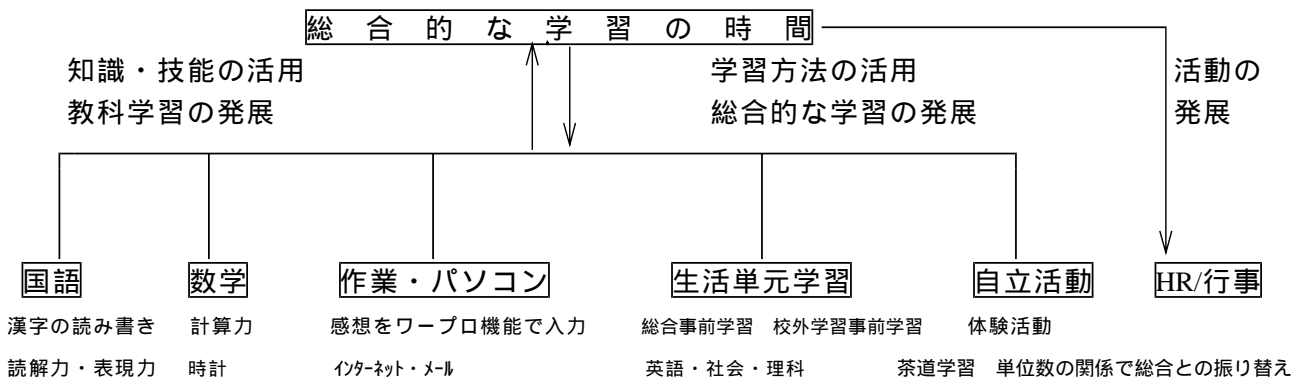 総合的な学習の時間
知識・技能の活用 学習方法の活用 活動の
教科学習の発展 総合的な学習の発展 発展
国語 数学 作業・パソコン 生活単元学習 自立活動 HR/行事
漢字の読み書き 計算力 感想をワープロ機能で入力 総合事前学習 校外学習事前学習 体験活動
読解力・表現力 時計 ｲﾝﾀｰﾈｯﾄ・ﾒｰﾙ 英語・社会・理科 茶道学習 単位数の関係で総合との振り替え